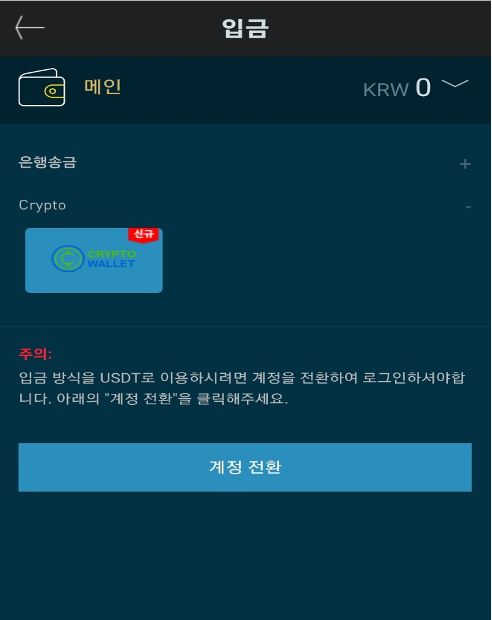 입금
메인
KRW 0
은행송금
+
Crypto
-
신규
CRYPTO
WALLET
주의:
입금 방식을 USDT로 이용하시려면 계정을 전환하여 로그인하셔야합
니다. 아래의 "계정 전환"을 클릭해주세요.
계정 전환